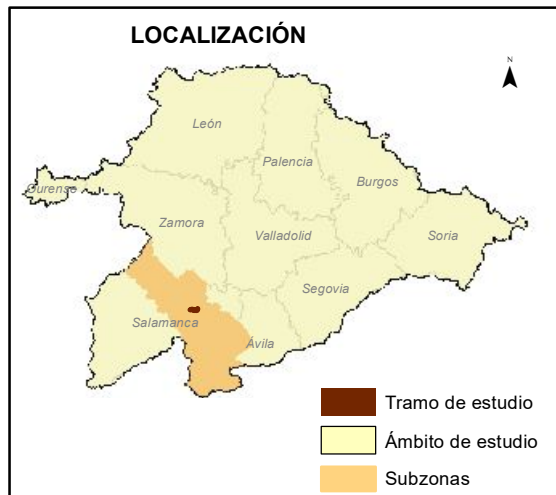 LOCALIZACIÓN
N
León
Palencia
Burgos
Ourense
Zamora
Valladolid
Soria
Segovia
Salamanca
Ávila
Tramo de estudio
Ámbito de estudio
Subzonas